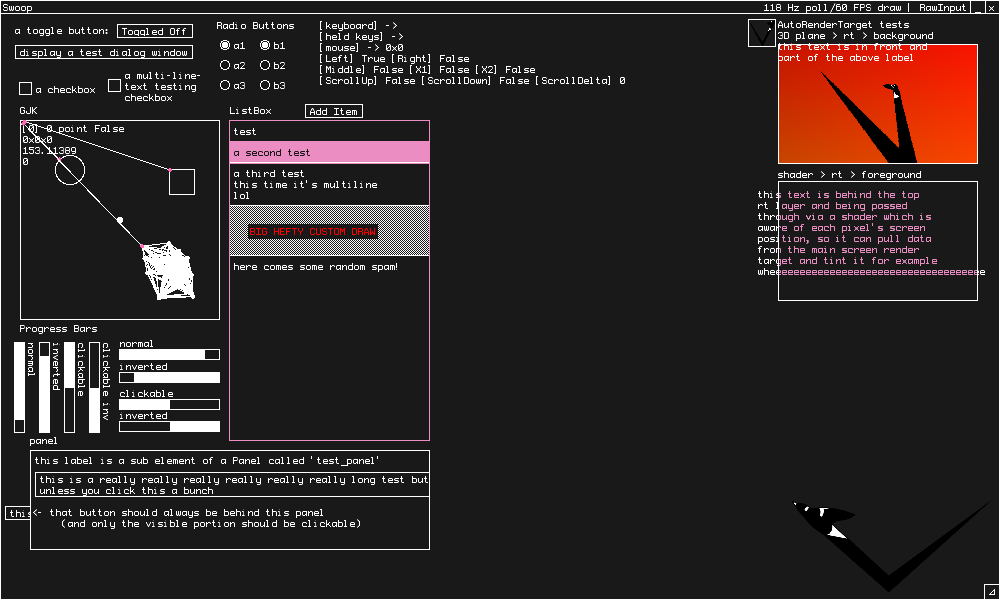 Swoop
118 Hz poll/60 FPS draw | RawInput _ x
a toggle button: Toggled Off
display a test dialog window
a checkbox
a multi-line-
text testing
checkbox
Radio Buttons
a1 b1
a2 b2
a3 b3
[keyboard] ->
[held keys] ->
[mouse] -> 0x0
[Left] True [Right] False
[Middle] False [X1] False [X2] False
[ScrollUp] False [ScrollDown] False [ScrollDelta] 0
AutoRenderTarget tests
3D plane > rt > background
this text is in front and
part of the above label
GJK
[0] 0 point False
0x0x0
153.11389
0
ListBox Add Item
test
a second test
a third test
this time it's multiline
lol
BIG HEFTY CUSTOM DRAW
here comes some random spam!
shader > rt > foreground
this text is behind the top
rt layer and being passed
through via a shader which is
aware of each pixel's screen
position, so it can pull data
from the main screen render
target and tint it for example
wheeeeeeeeeeeeeeeeeeeeeeeeeeeeeeeeeee
Progress Bars
normal
inverted
clickable
clickable inv
normal
inverted
clickable
inverted
panel
this label is a sub element of a Panel called 'test_panel'
this is a really really really really really really long test but
unless you click this a bunch
this
<- that button should always be behind this panel
(and only the visible portion should be clickable)